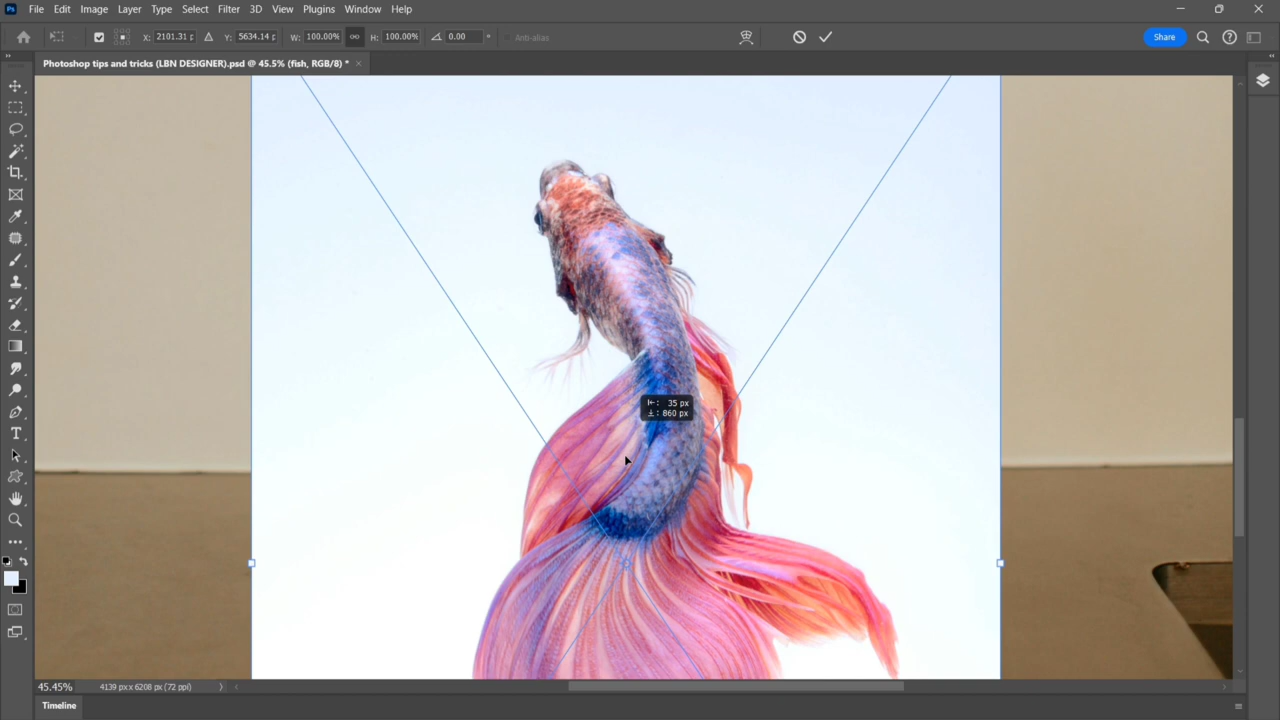 Ps File Edit Image Layer Type Select Filter 3D View Plugins Window Help
X: 2101.31 p Y: 5634.14 p W: 100.00% H: 100.00% 0.00 ° Anti-alias Share
Photoshop tips and tricks (LBN DESIGNER).psd @ 45.5% (fish, RGB/8) * ×
: 35 px
: 860 px
45.45% 4139 px x 6208 px (72 ppi)
Timeline